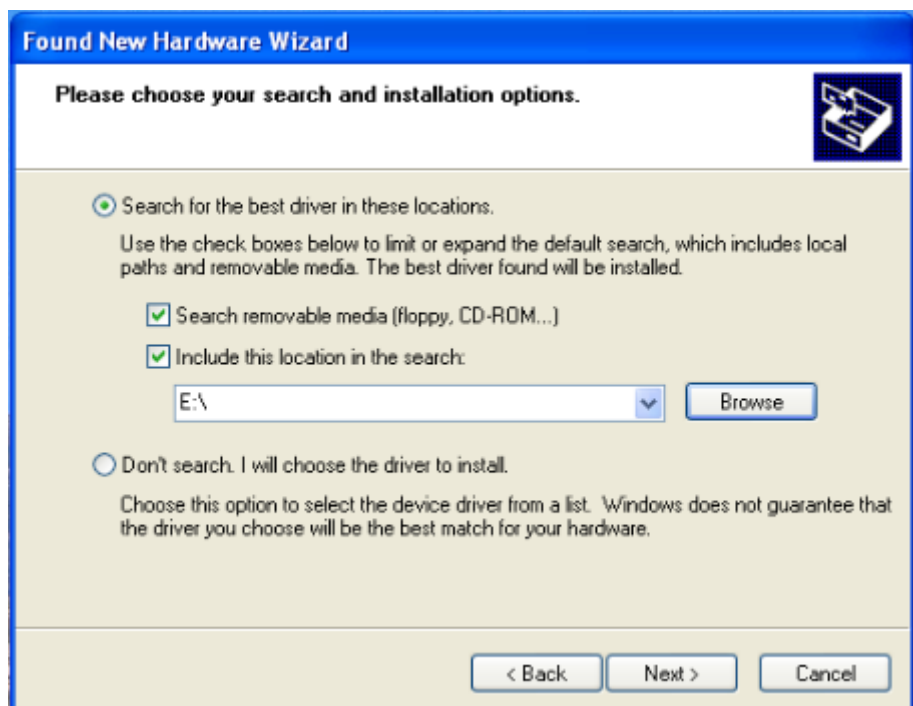 Found New Hardware Wizard
Please choose your search and installation options.
Search for the best driver in these locations.
Use the check boxes below to limit or expand the default search, which includes local
paths and removable media. The best driver found will be installed.
Search removable media (floppy, CD-ROM...)
Include this location in the search:
E:\
Browse
Don't search. I will choose the driver to install.
Choose this option to select the device driver from a list. Windows does not guarantee that
the driver you choose will be the best match for your hardware.
< Back
Next >
Cancel